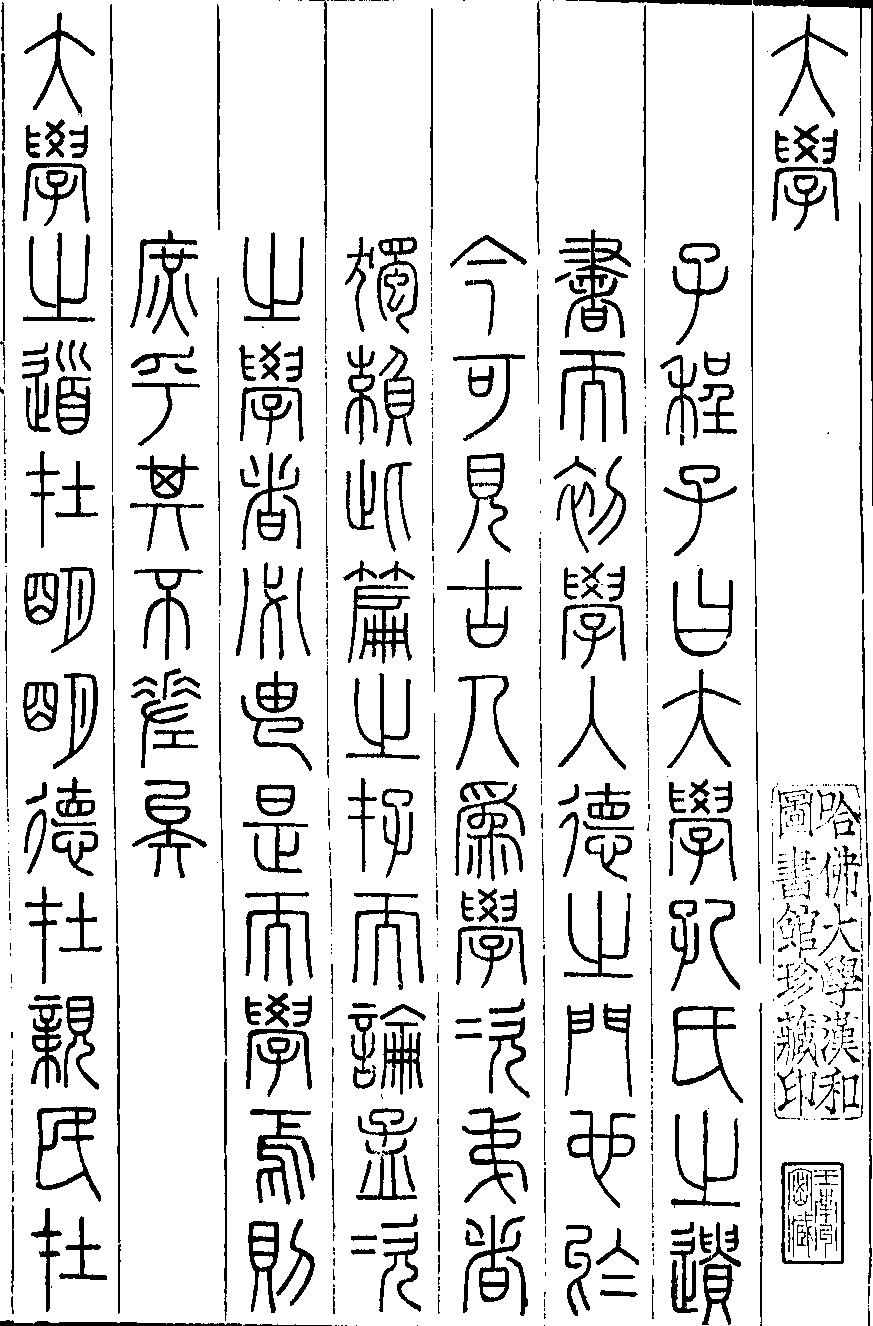 大學
哈佛大學漢和
圖書館珍藏印
子程子曰大學孔氏之遺
書而初學入德之門也於
今可見古人爲學次第者
獨賴此篇之存而論孟次
之學者必由是而學焉則
庶乎其不差矣
大學之道在明明德在親民在